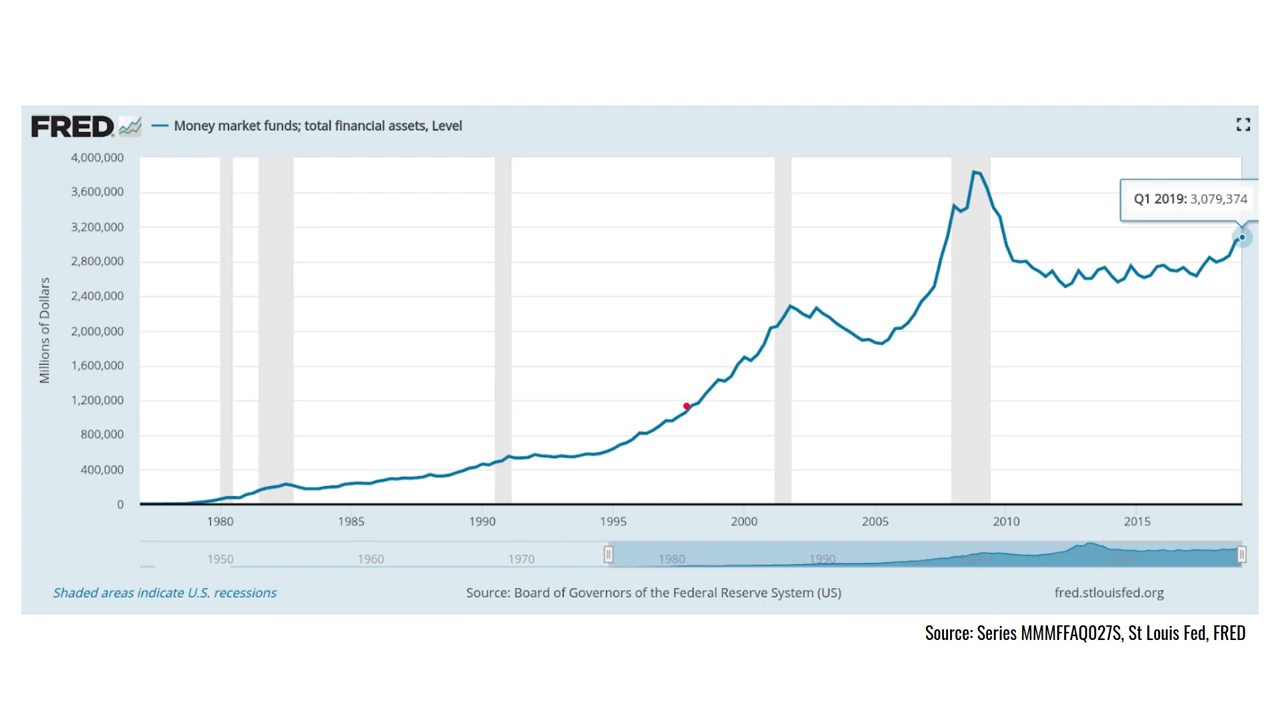 FRED
Money market funds; total financial assets, Level
4,000,000
3,600,000
3,200,000
2,800,000
2,400,000
2,000,000
1,600,000
1,200,000
800,000
400,000
0
Millions of Dollars
Q1 2019: 3,079,374
1980 1985 1990 1995 2000 2005 2010 2015
1950 1960 1970 1980 1990
Shaded areas indicate U.S. recessions
Source: Board of Governors of the Federal Reserve System (US)
fred.stlouisfed.org
Source: Series MMMFFAQ027S, St Louis Fed, FRED